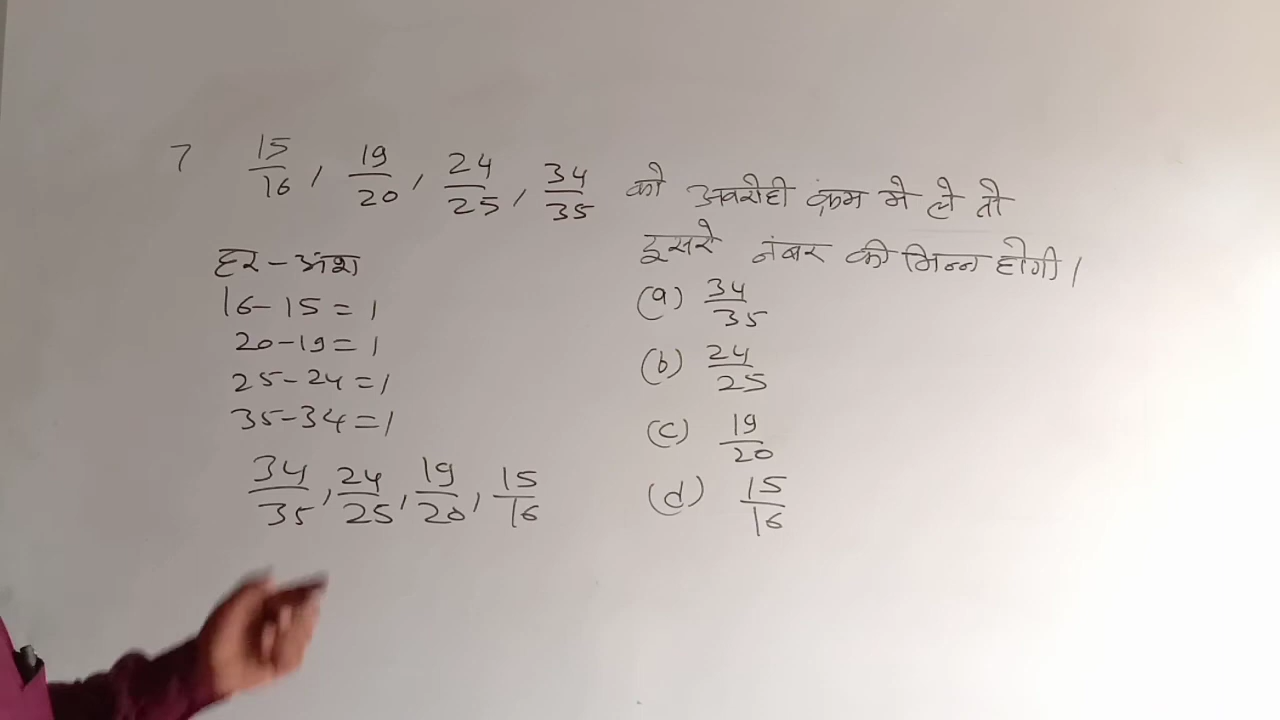 7 15/16, 19/20, 24/25, 34/35 को अवरोही क्रम मे ले तो
दूसरे नंबर की भिन्न होगी।
हर-अंश
16-15=1
20-19=1
25-24=1
35-34=1
34/35, 24/25, 19/20, 15/16
(a) 34/35
(b) 24/25
(c) 19/20
(d) 15/16